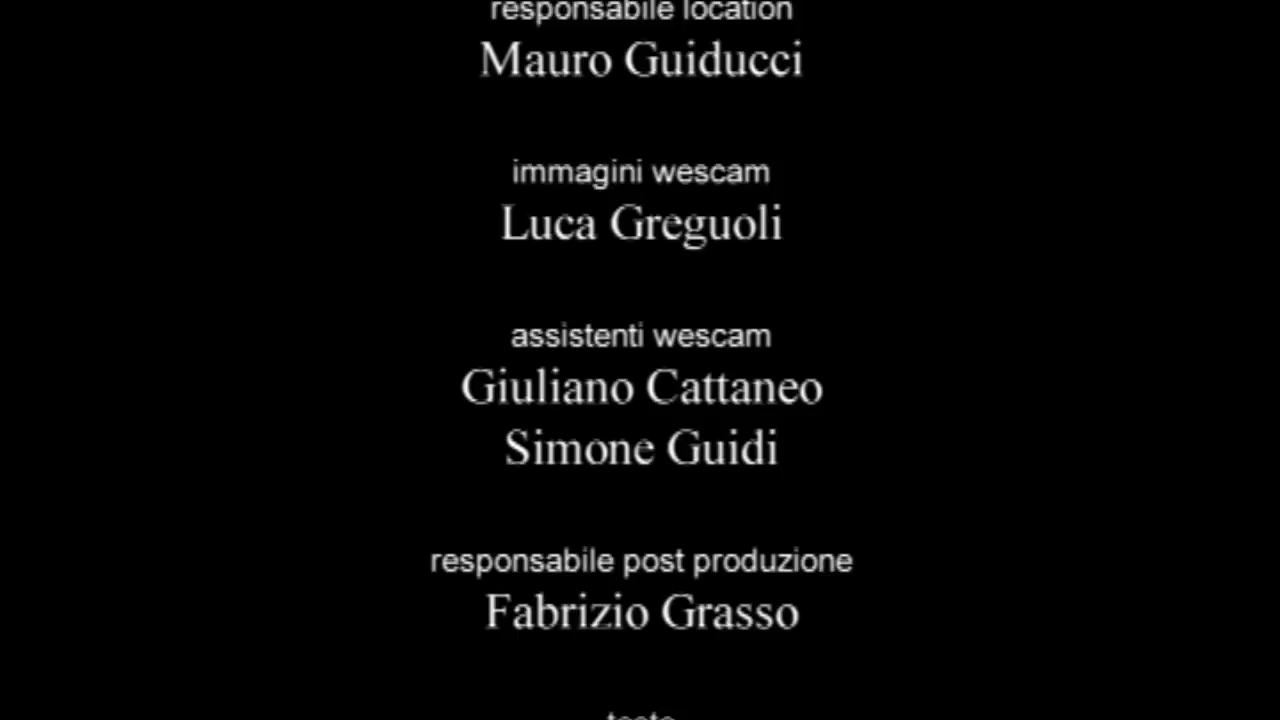 responsabile location
Mauro Guiducci
immagini wescam
Luca Greguoli
assistenti wescam
Giuliano Cattaneo
Simone Guidi
responsabile post produzione
Fabrizio Grasso